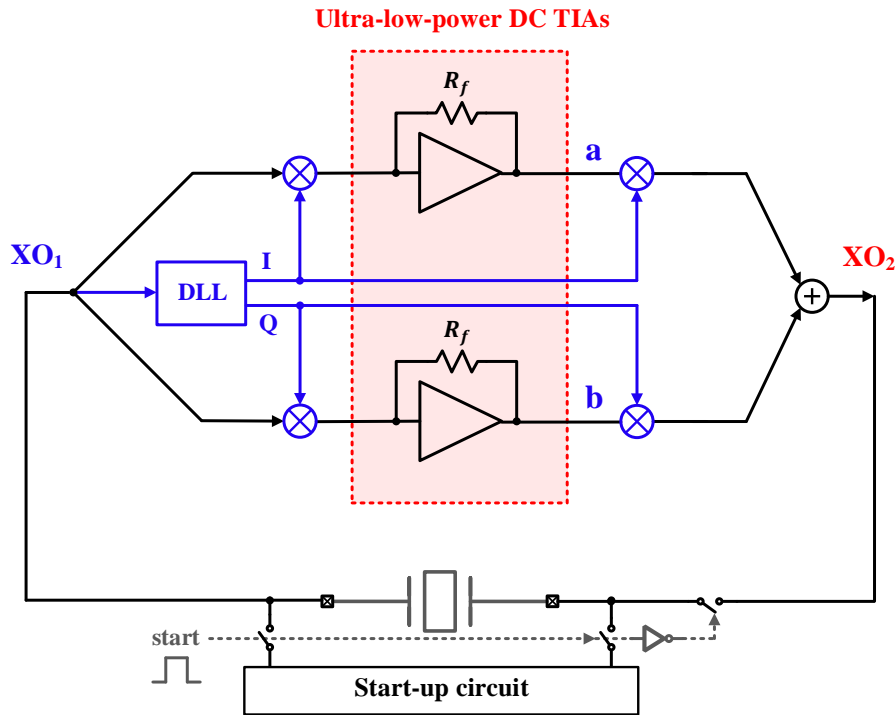 Ultra-low-power DC TIAs
R_f
a
XO₁
I
DLL
Q
XO₂
R_f
b
start
Start-up circuit